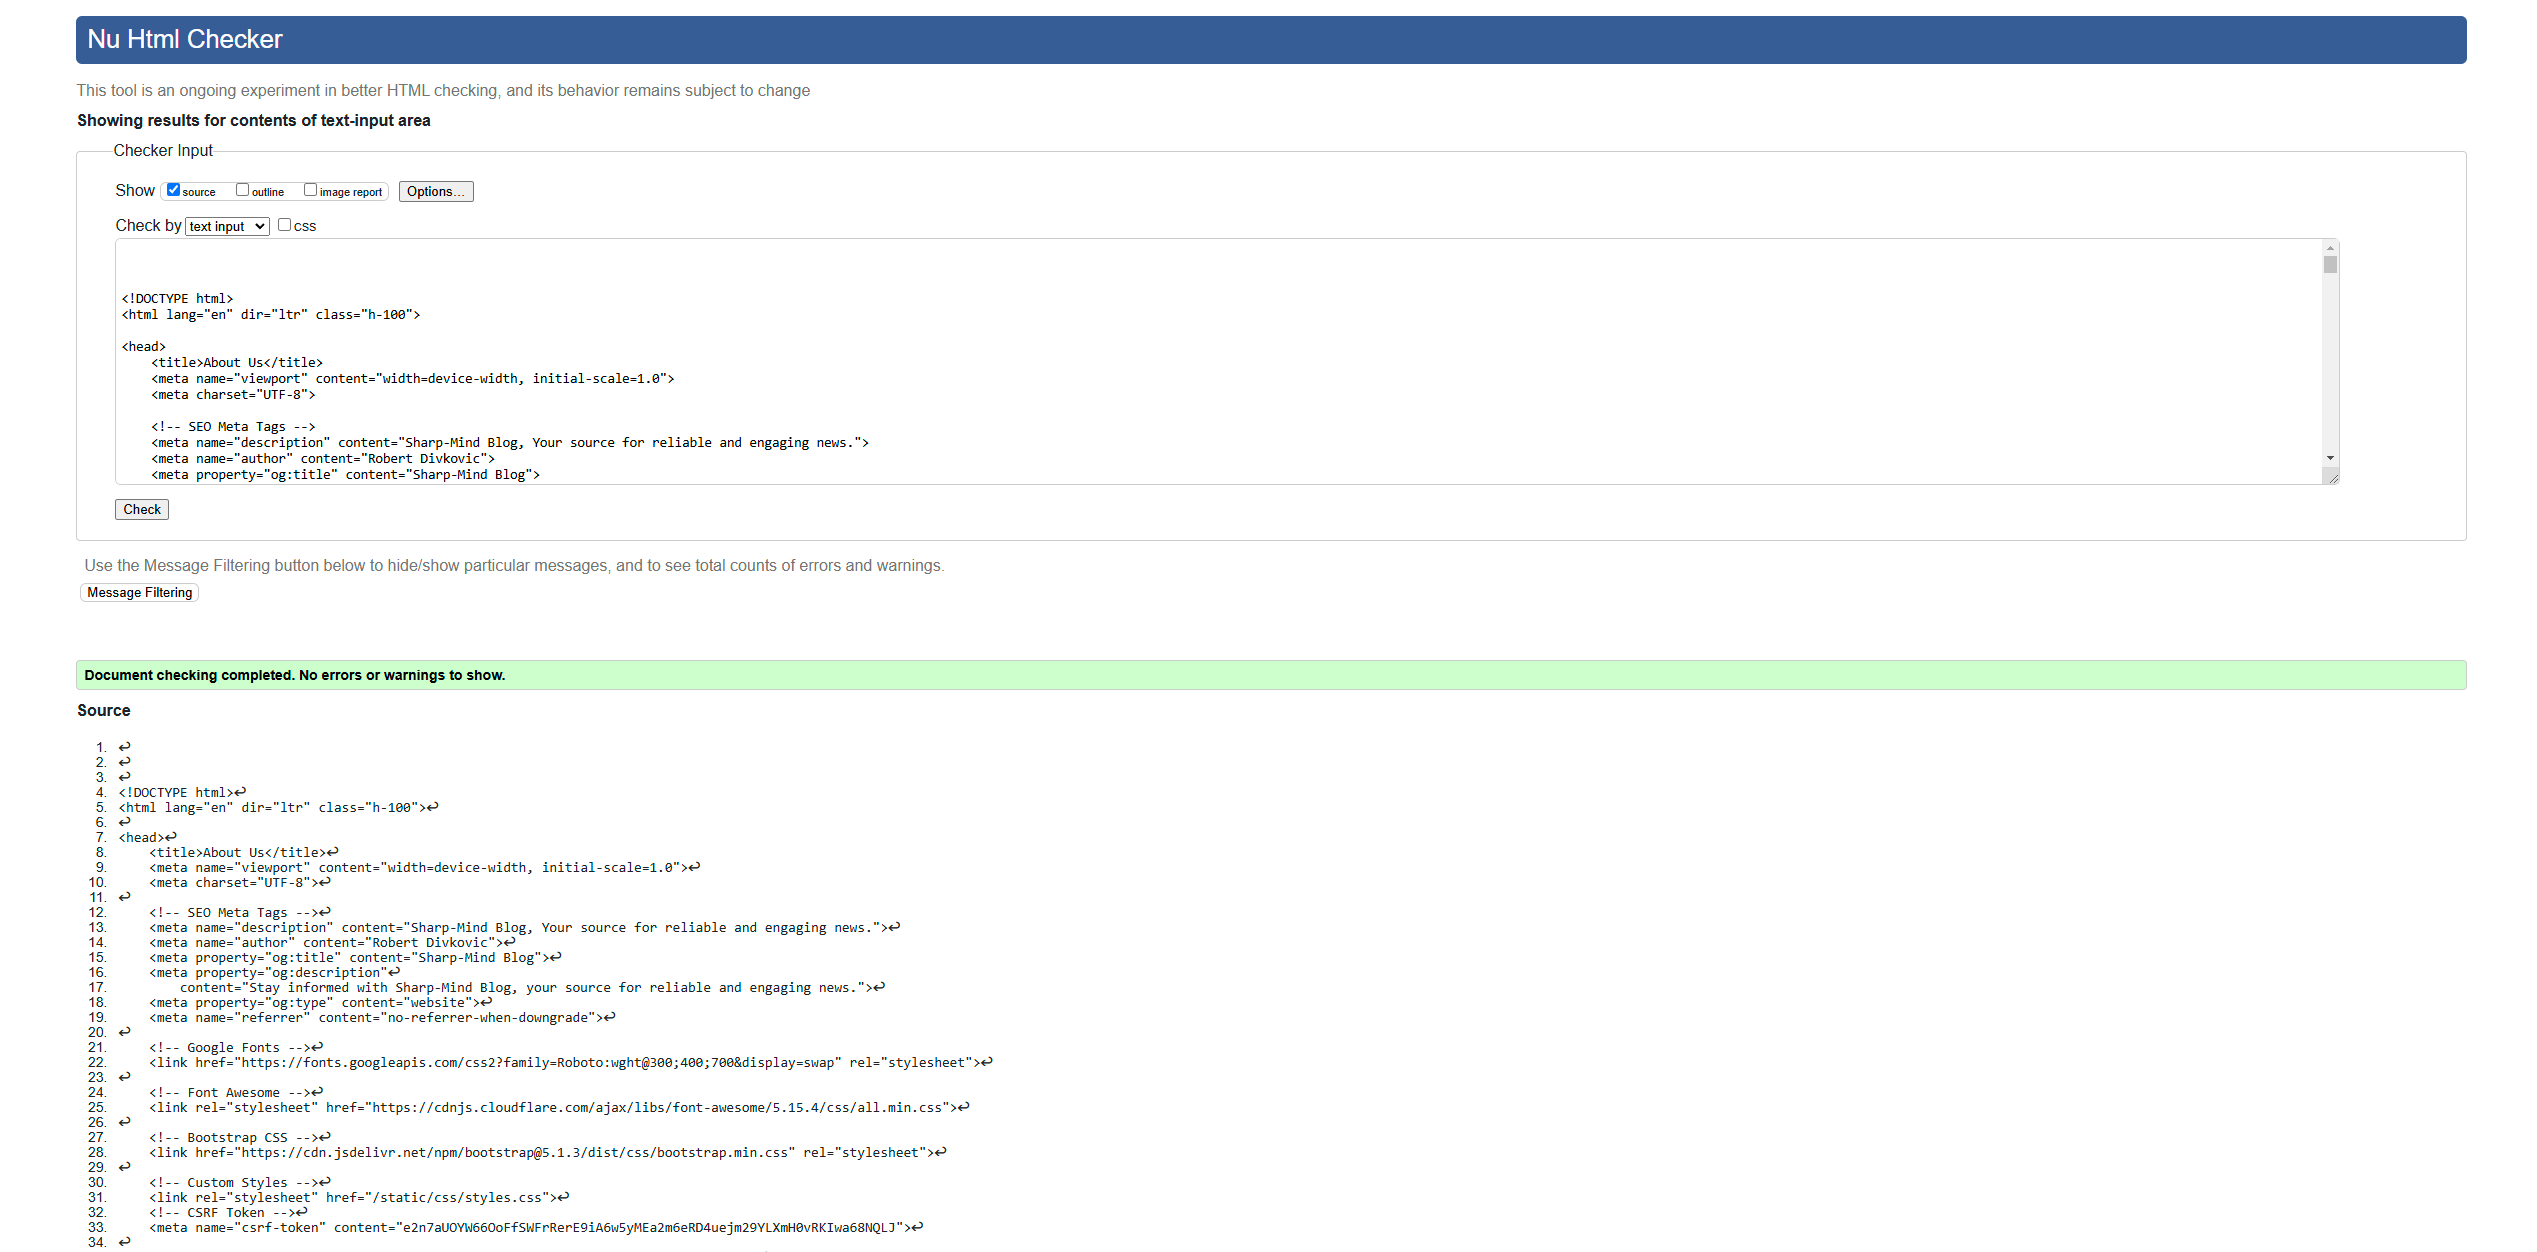 Nu Html Checker
This tool is an ongoing experiment in better HTML checking, and its behavior remains subject to change
Showing results for contents of text-input area
Checker Input
Show source outline image report Options...
Check by text input css
<!DOCTYPE html>
<html lang="en" dir="ltr" class="h-100">
<head>
    <title>About Us</title>
    <meta name="viewport" content="width=device-width, initial-scale=1.0">
    <meta charset="UTF-8">
    <!-- SEO Meta Tags -->
    <meta name="description" content="Sharp-Mind Blog, Your source for reliable and engaging news.">
    <meta name="author" content="Robert Divkovic">
    <meta property="og:title" content="Sharp-Mind Blog">
Check
Use the Message Filtering button below to hide/show particular messages, and to see total counts of errors and warnings.
Message Filtering
Document checking completed. No errors or warnings to show.
Source
1. ↩
2. ↩
3. ↩
4. <!DOCTYPE html>↩
5. <html lang="en" dir="ltr" class="h-100">↩
6. ↩
7. <head>↩
8.     <title>About Us</title>↩
9.     <meta name="viewport" content="width=device-width, initial-scale=1.0">↩
10.     <meta charset="UTF-8">↩
11. ↩
12.     <!-- SEO Meta Tags -->↩
13.     <meta name="description" content="Sharp-Mind Blog, Your source for reliable and engaging news.">↩
14.     <meta name="author" content="Robert Divkovic">↩
15.     <meta property="og:title" content="Sharp-Mind Blog">↩
16.     <meta property="og:description"↩
17.         content="Stay informed with Sharp-Mind Blog, your source for reliable and engaging news.">↩
18.     <meta property="og:type" content="website">↩
19.     <meta name="referrer" content="no-referrer-when-downgrade">↩
20. ↩
21.     <!-- Google Fonts -->↩
22.     <link href="https://fonts.googleapis.com/css2?family=Roboto:wght@300;400;700&display=swap" rel="stylesheet">↩
23. ↩
24.     <!-- Font Awesome -->↩
25.     <link rel="stylesheet" href="https://cdnjs.cloudflare.com/ajax/libs/font-awesome/5.15.4/css/all.min.css">↩
26. ↩
27.     <!-- Bootstrap CSS -->↩
28.     <link href="https://cdn.jsdelivr.net/npm/bootstrap@5.1.3/dist/css/bootstrap.min.css" rel="stylesheet">↩
29. ↩
30.     <!-- Custom Styles -->↩
31.     <link rel="stylesheet" href="/static/css/styles.css">↩
32.     <!-- CSRF Token -->↩
33.     <meta name="csrf-token" content="e2n7aUOYW66OoFfSWFrRerE9iA6w5yMEa2m6eRD4uejm29YLXmH0vRKIwa68NQLJ">↩
34. ↩